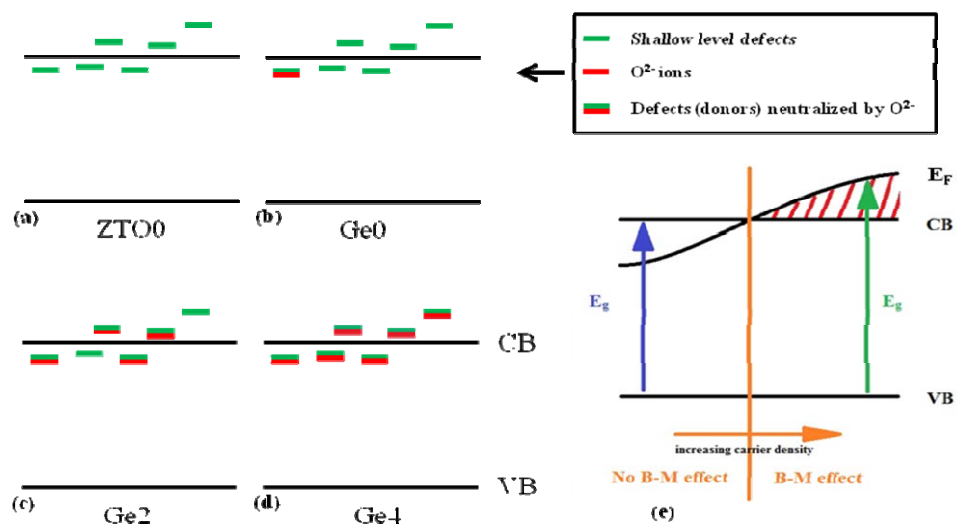 Shallow level defects
O²⁻ ions
Defects (donors) neutralized by O²⁻
(a)
ZTO0
(b)
Ge0
E_F
CB
E_g
E_g
VB
increasing carrier density
No B-M effect
B-M effect
(e)
CB
VB
(c)
Ge2
(d)
Ge4